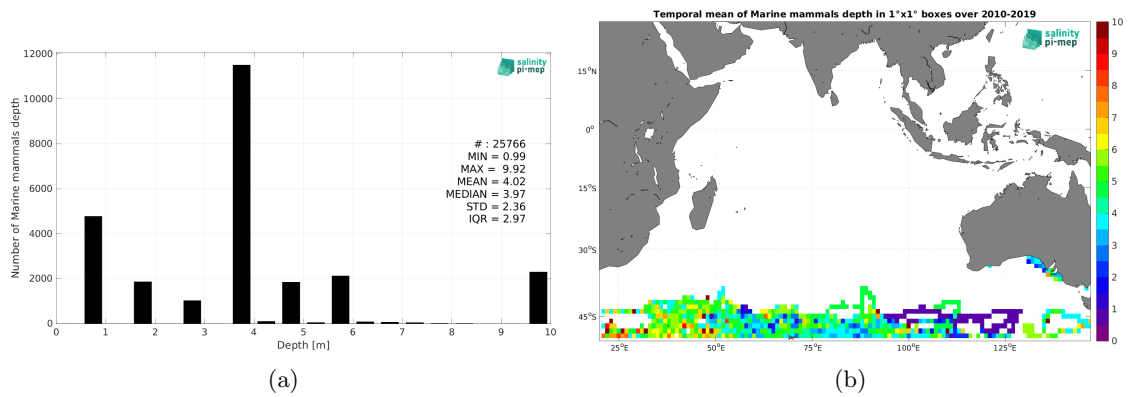 Number of Marine mammals depth
12000
10000
8000
6000
4000
2000
0
salinity
pi-mep
# : 25766
MIN = 0.99
MAX = 9.92
MEAN = 4.02
MEDIAN = 3.97
STD = 2.36
IQR = 2.97
0 1 2 3 4 5 6 7 8 9 10
Depth [m]
(a)
Temporal mean of Marine mammals depth in 1°x1° boxes over 2010-2019
salinity
pi-mep
15°N
0°
15°S
30°S
45°S
25°E 50°E 75°E 100°E 125°E
10
9
8
7
6
5
4
3
2
1
0
(b)